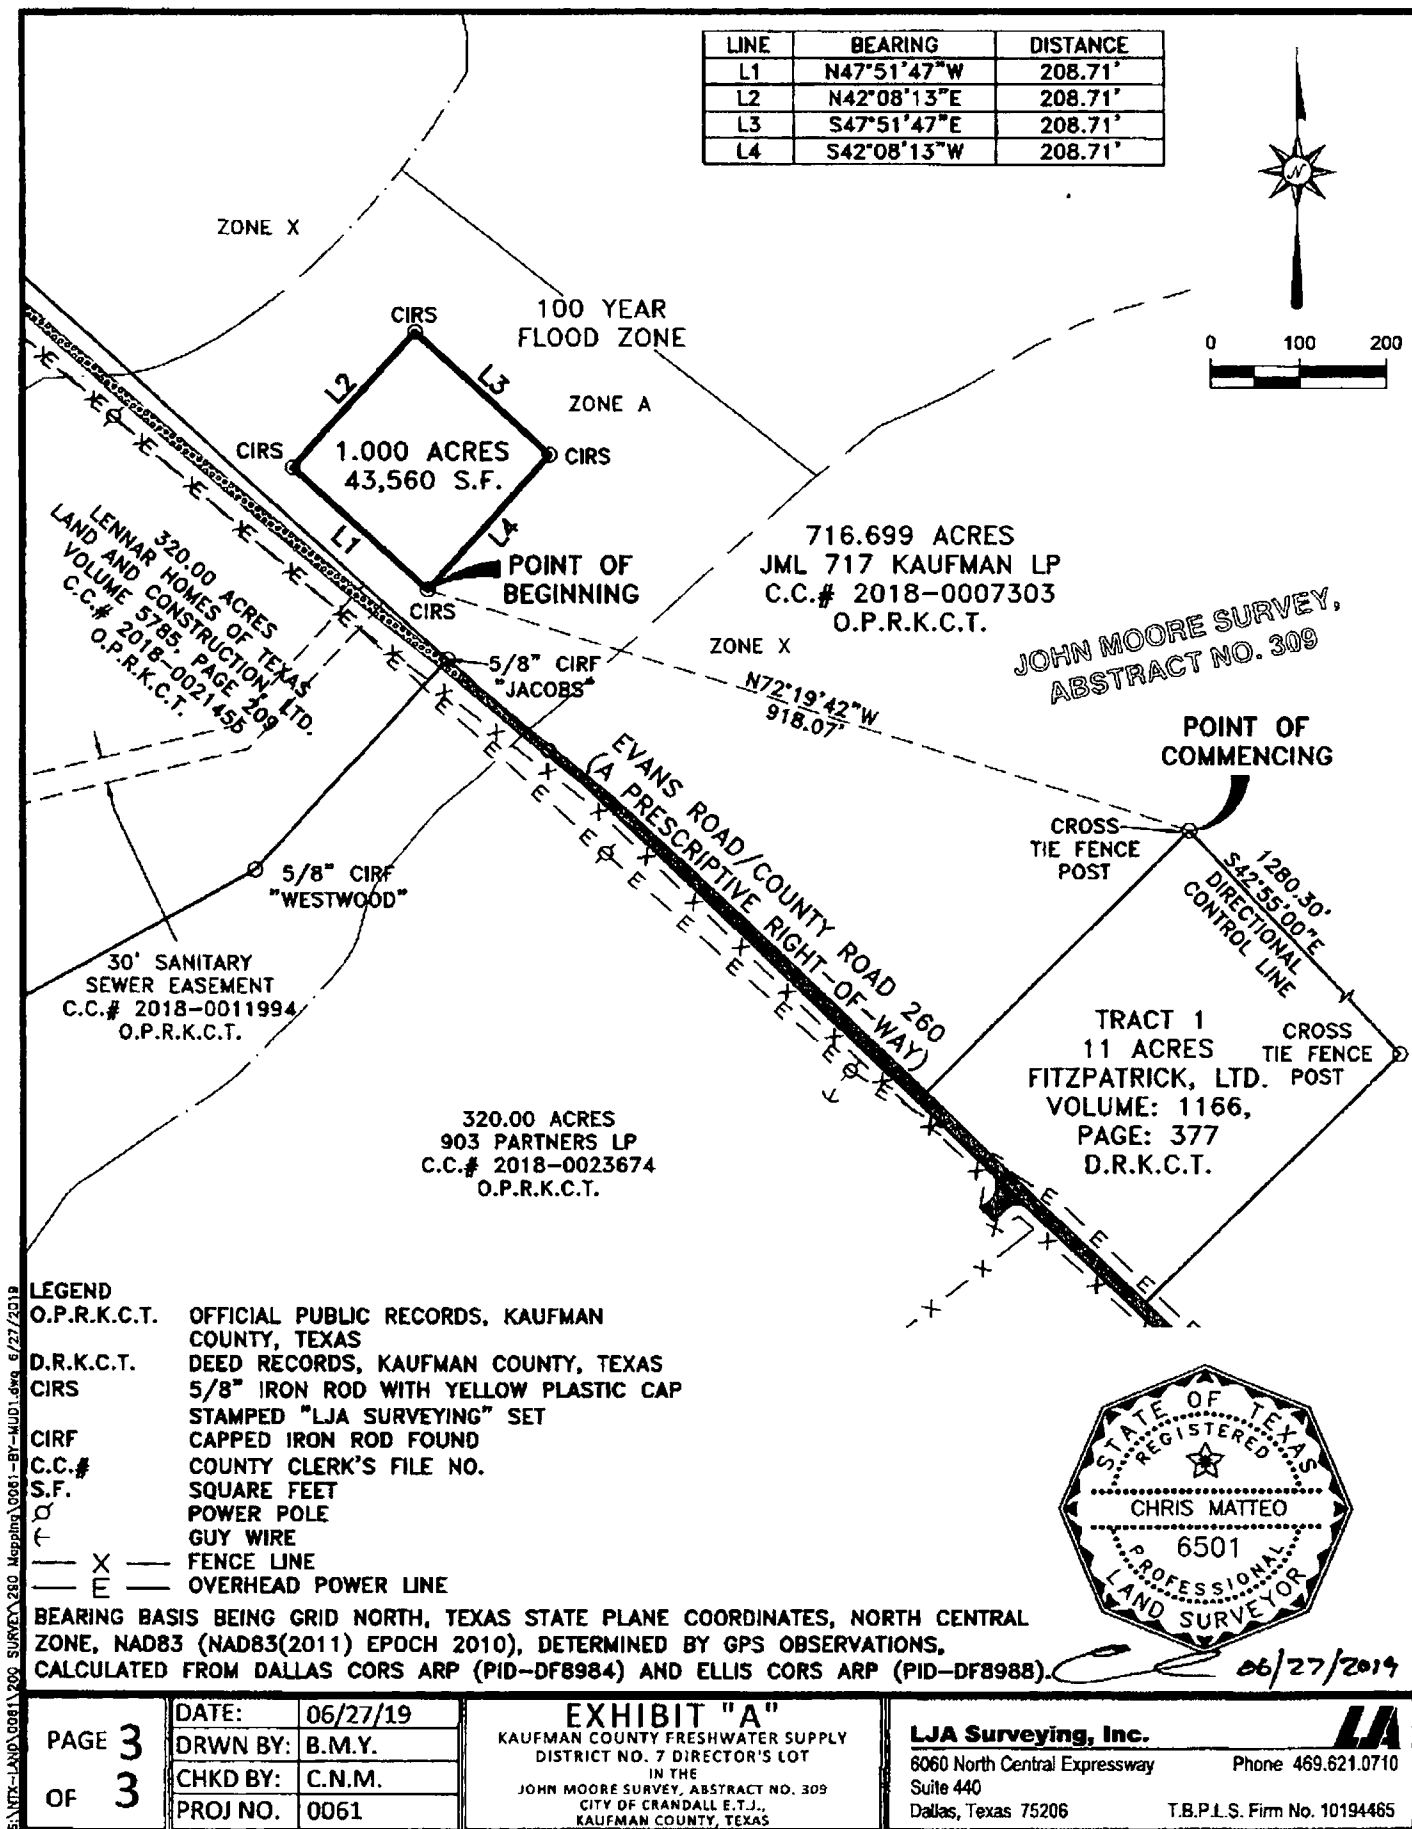 LINE BEARING DISTANCE
L1 N47°51'47"W 208.71'
L2 N42°08'13"E 208.71'
L3 S47°51'47"E 208.71'
L4 S42°08'13"W 208.71'
N
0 100 200
ZONE X
100 YEAR
FLOOD ZONE
ZONE A
CIRS
CIRS
CIRS
CIRS
L2
L3
L1
L4
1.000 ACRES
43,560 S.F.
POINT OF
BEGINNING
320.00 ACRES
LENNAR HOMES OF TEXAS
LAND AND CONSTRUCTION, LTD.
VOLUME 5785, PAGE 209
C.C.# 2018-0021455
O.P.R.K.C.T.
716.699 ACRES
JML 717 KAUFMAN LP
C.C.# 2018-0007303
O.P.R.K.C.T.
JOHN MOORE SURVEY,
ABSTRACT NO. 309
ZONE X
5/8" CIRF
"JACOBS"
N72°19'42"W
918.07'
POINT OF
COMMENCING
CROSS
TIE FENCE
POST
1280.30'
S42°55'00"E
DIRECTIONAL
CONTROL LINE
EVANS ROAD/COUNTY ROAD 260
(A PRESCRIPTIVE RIGHT-OF-WAY)
5/8" CIRF
"WESTWOOD"
30' SANITARY
SEWER EASEMENT
C.C.# 2018-0011994
O.P.R.K.C.T.
TRACT 1
11 ACRES
FITZPATRICK, LTD.
VOLUME: 1166,
PAGE: 377
D.R.K.C.T.
CROSS
TIE FENCE
POST
320.00 ACRES
903 PARTNERS LP
C.C.# 2018-0023674
O.P.R.K.C.T.
LEGEND
O.P.R.K.C.T. OFFICIAL PUBLIC RECORDS, KAUFMAN
COUNTY, TEXAS
D.R.K.C.T. DEED RECORDS, KAUFMAN COUNTY, TEXAS
CIRS 5/8" IRON ROD WITH YELLOW PLASTIC CAP
STAMPED "LJA SURVEYING" SET
CIRF CAPPED IRON ROD FOUND
C.C.# COUNTY CLERK'S FILE NO.
S.F. SQUARE FEET
POWER POLE
GUY WIRE
X FENCE LINE
E OVERHEAD POWER LINE
BEARING BASIS BEING GRID NORTH, TEXAS STATE PLANE COORDINATES, NORTH CENTRAL
ZONE, NAD83 (NAD83(2011) EPOCH 2010), DETERMINED BY GPS OBSERVATIONS,
CALCULATED FROM DALLAS CORS ARP (PID-DF8984) AND ELLIS CORS ARP (PID-DF8988).
STATE OF TEXAS
REGISTERED
CHRIS MATTEO
6501
PROFESSIONAL
LAND SURVEYOR
06/27/2019
PAGE 3
OF 3
DATE: 06/27/19
DRWN BY: B.M.Y.
CHKD BY: C.N.M.
PROJ NO. 0061
EXHIBIT "A"
KAUFMAN COUNTY FRESHWATER SUPPLY
DISTRICT NO. 7 DIRECTOR'S LOT
IN THE
JOHN MOORE SURVEY, ABSTRACT NO. 309
CITY OF CRANDALL E.T.J.,
KAUFMAN COUNTY, TEXAS
LJA Surveying, Inc.
6060 North Central Expressway Phone 469.621.0710
Suite 440
Dallas, Texas 75206 T.B.P.L.S. Firm No. 10194465
S:\NTX-LAND\0061\200 SURVEY\280 Mapping\0061-BY-MUD1.dwg 6/27/2019